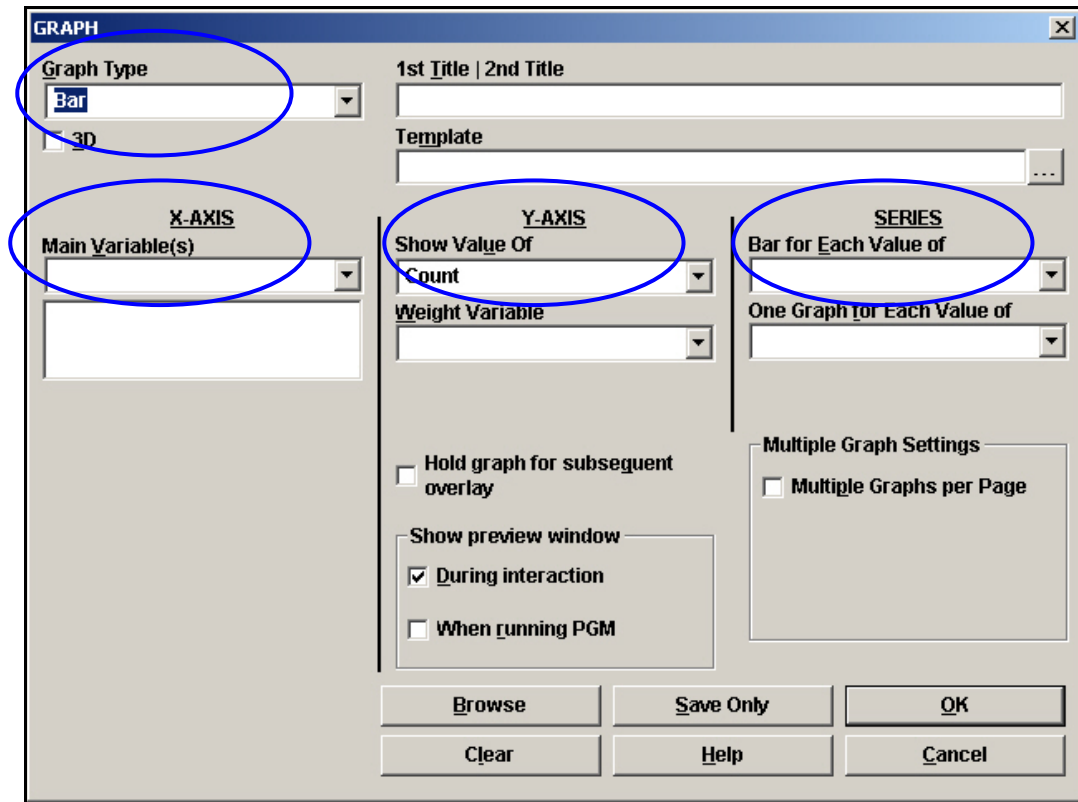 GRAPH
Graph Type
Bar
3D
1st Title | 2nd Title
Template
...
X-AXIS
Main Variable(s)
Y-AXIS
Show Value Of
Count
Weight Variable
SERIES
Bar for Each Value of
One Graph for Each Value of
Hold graph for subsequent
overlay
Show preview window
During interaction
When running PGM
Multiple Graph Settings
Multiple Graphs per Page
Browse
Save Only
OK
Clear
Help
Cancel